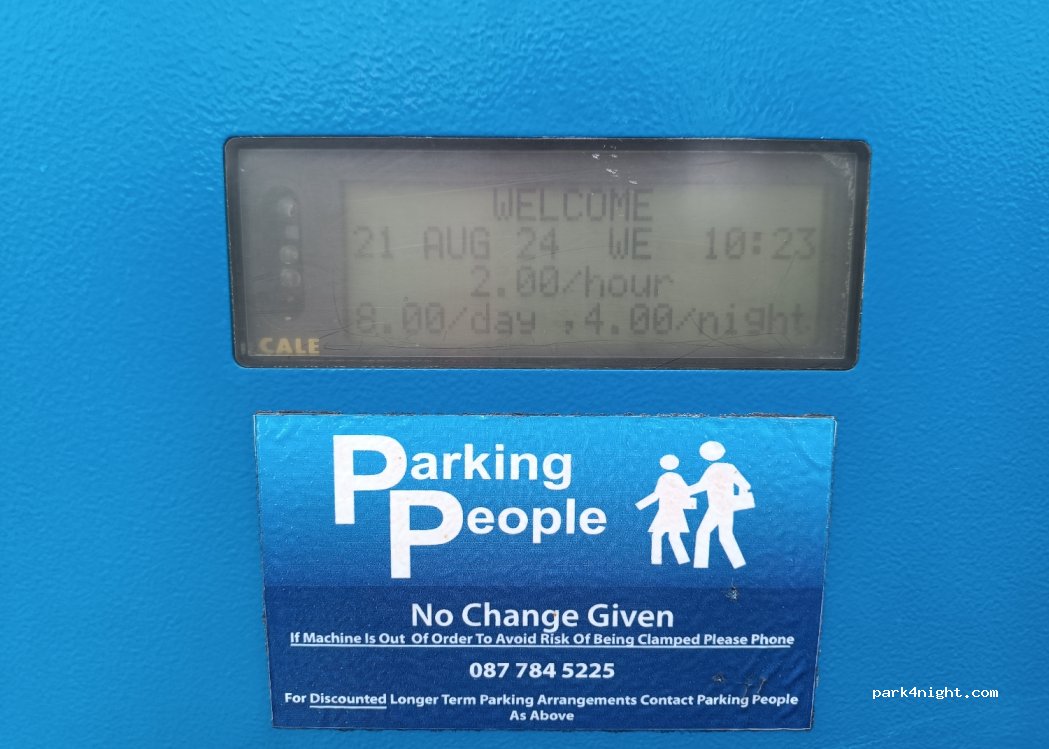 WELCOME
21 AUG 24 WE 10:23
2.00/hour
8.00/day ,4.00/night
CALE
Parking
People
No Change Given
If Machine Is Out Of Order To Avoid Risk Of Being Clamped Please Phone
087 784 5225
For Discounted Longer Term Parking Arrangements Contact Parking People
As Above
park4night.com